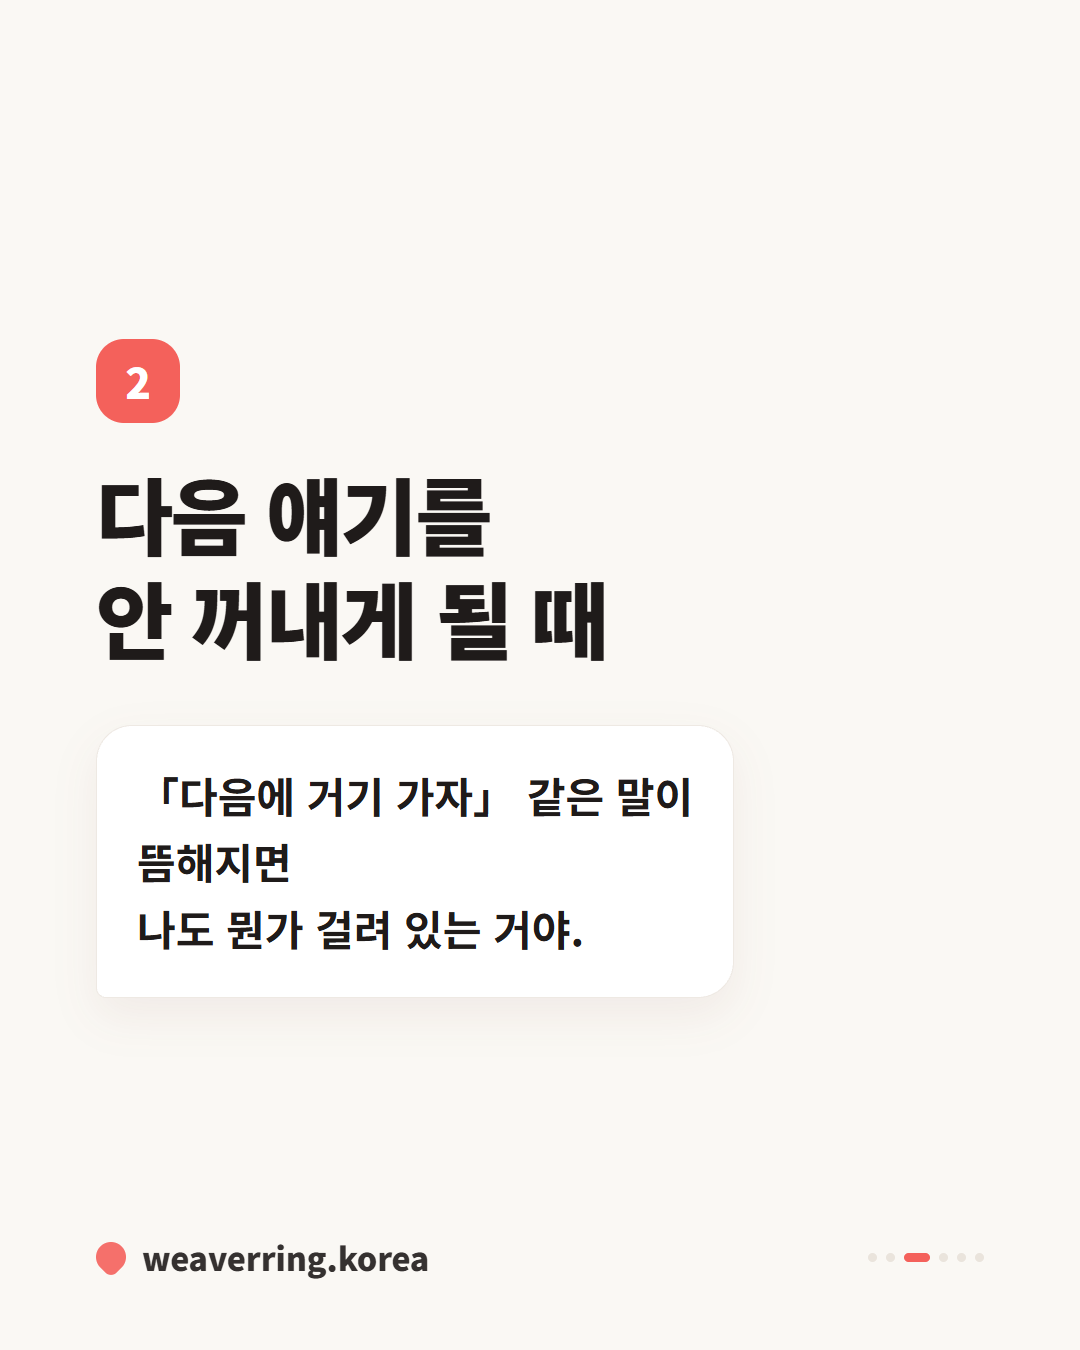 2
다음 얘기를
안 꺼내게 될 때
「다음에 거기 가자」 같은 말이
뜸해지면
나도 뭔가 걸려 있는 거야.
weaverring.korea